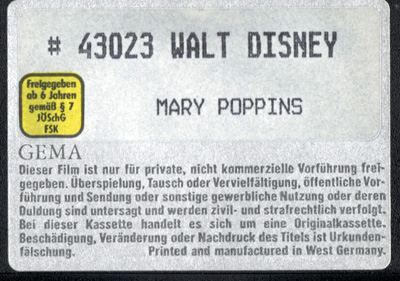 # 43023 WALT DISNEY
Freigegeben
ab 6 Jahren
gemäß § 7
JÖSchG
FSK
MARY POPPINS
GEMA
Dieser Film ist nur für private, nicht kommerzielle Vorführung frei-
gegeben. Überspielung, Tausch oder Vervielfältigung, öffentliche Vor-
führung und Sendung oder sonstige gewerbliche Nutzung oder deren
Duldung sind untersagt und werden zivil- und strafrechtlich verfolgt.
Bei dieser Kassette handelt es sich um eine Originalkassette.
Beschädigung, Veränderung oder Nachdruck des Titels ist Urkunden-
fälschung. Printed and manufactured in West Germany.